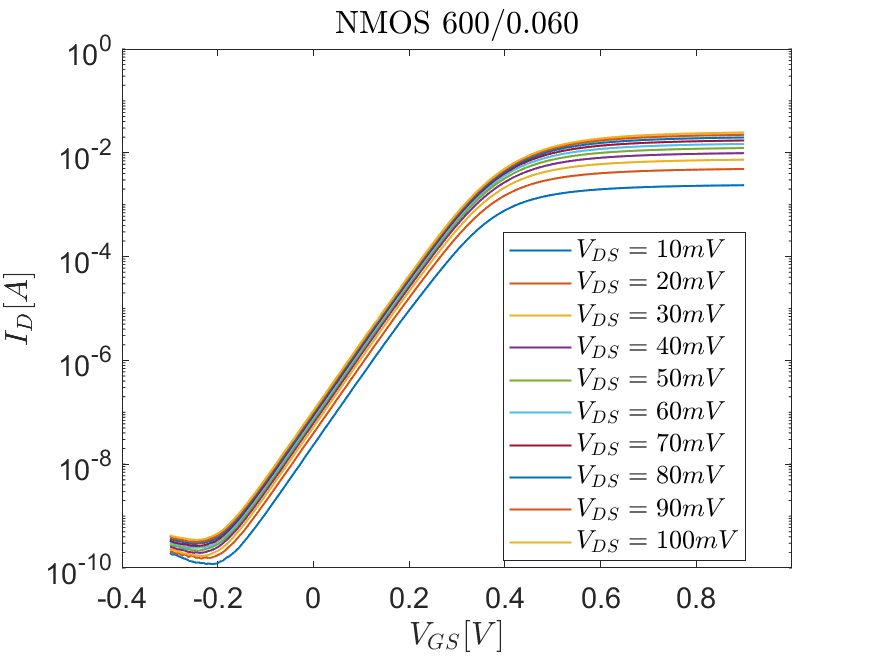 NMOS 600/0.060
10^0
10^-2
10^-4
10^-6
10^-8
10^-10
I_D[A]
V_DS = 10mV
V_DS = 20mV
V_DS = 30mV
V_DS = 40mV
V_DS = 50mV
V_DS = 60mV
V_DS = 70mV
V_DS = 80mV
V_DS = 90mV
V_DS = 100mV
-0.4 -0.2 0 0.2 0.4 0.6 0.8
V_GS[V]